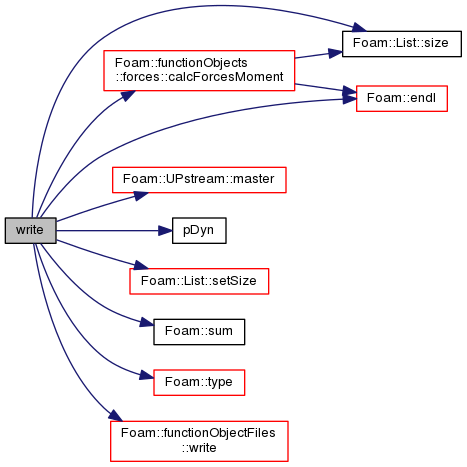 Foam::List::size
Foam::functionObjects
::forces::calcForcesMoment
Foam::endl
Foam::UPstream::master
write
pDyn
Foam::List::setSize
Foam::sum
Foam::type
Foam::functionObjectFiles
::write